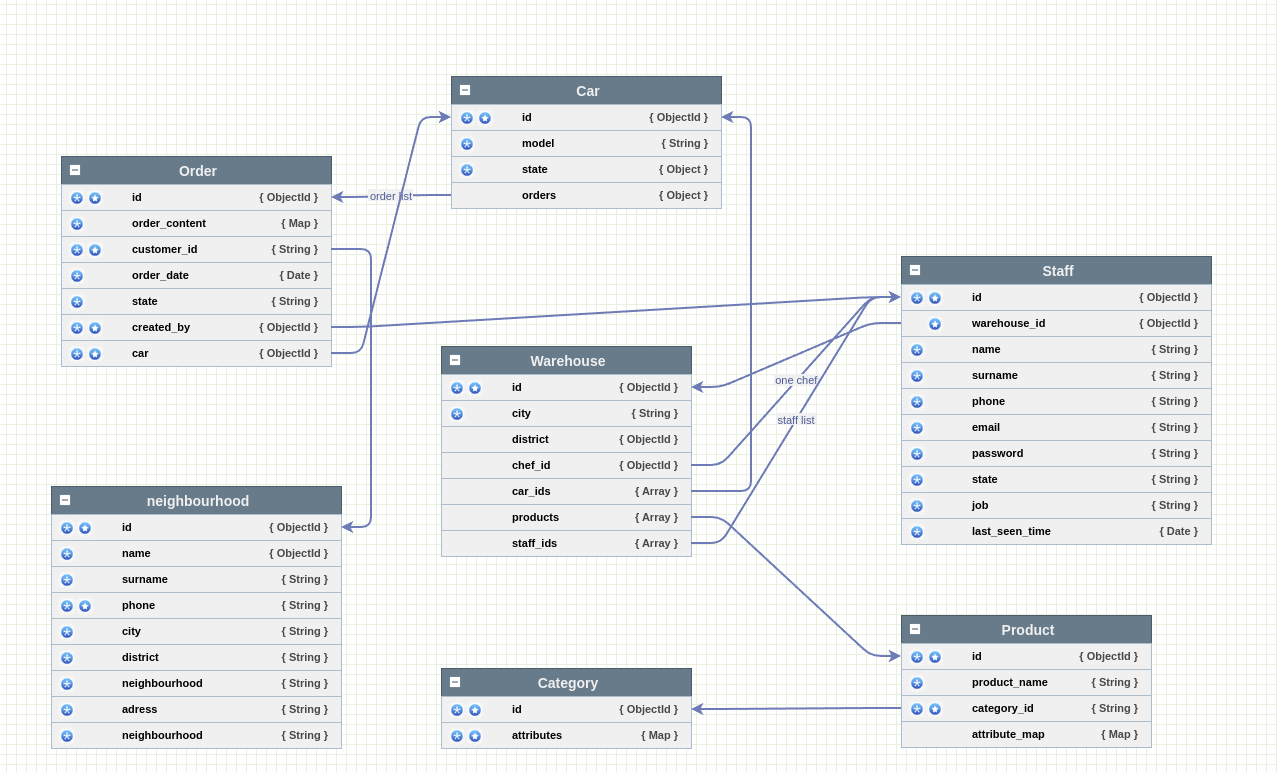 Car
id { ObjectId }
model { String }
state { Object }
orders { Object }
Order
id { ObjectId }
order_content { Map }
customer_id { String }
order_date { Date }
state { String }
created_by { ObjectId }
car { ObjectId }
order list
Staff
id { ObjectId }
warehouse_id { ObjectId }
name { String }
surname { String }
phone { String }
email { String }
password { String }
state { String }
job { String }
last_seen_time { Date }
Warehouse
id { ObjectId }
city { String }
district { ObjectId }
chef_id { ObjectId }
car_ids { Array }
products { Array }
staff_ids { Array }
one chef
staff list
neighbourhood
id { ObjectId }
name { String }
surname { String }
phone { String }
city { String }
district { String }
neighbourhood { String }
adress { String }
neighbourhood { String }
Category
id { ObjectId }
attributes { Map }
Product
id { ObjectId }
product_name { String }
category_id { String }
attribute_map { Map }